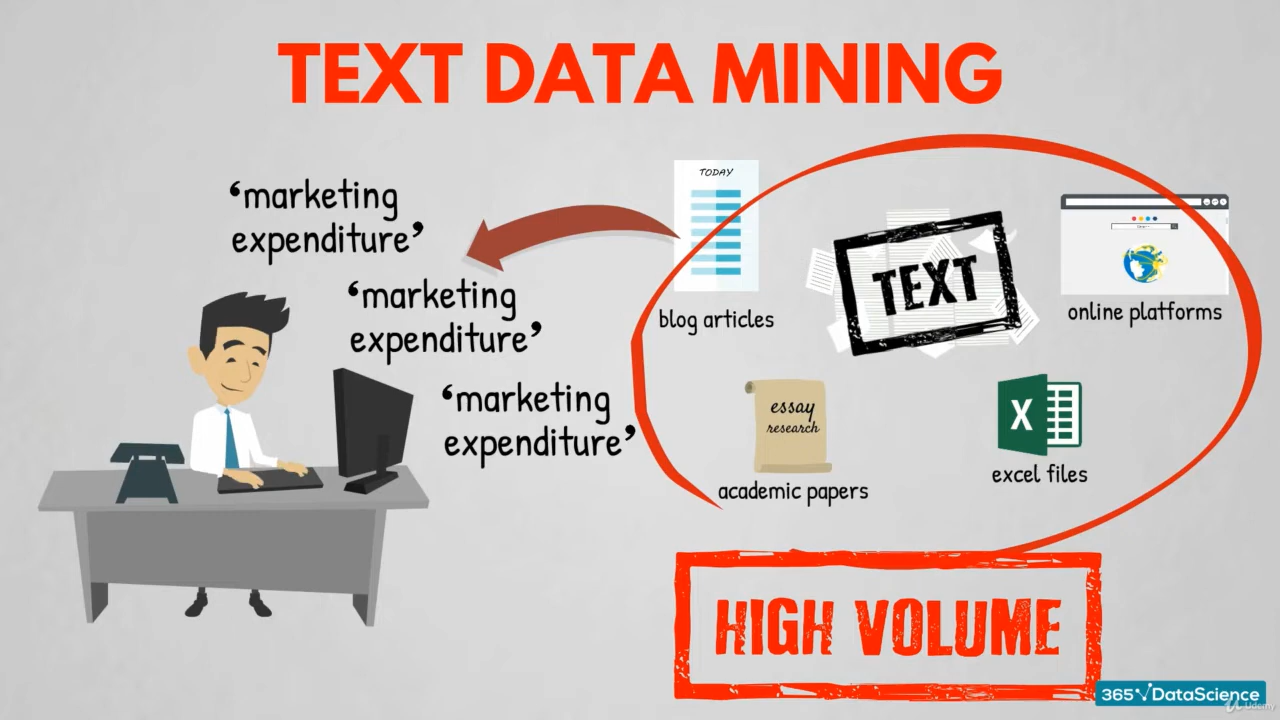 TEXT DATA MINING
‘marketing
expenditure’
‘marketing
expenditure’
‘marketing
expenditure’
TODAY
blog articles
TEXT
online platforms
essay
research
academic papers
X
excel files
HIGH VOLUME
365 DataScience
Udemy